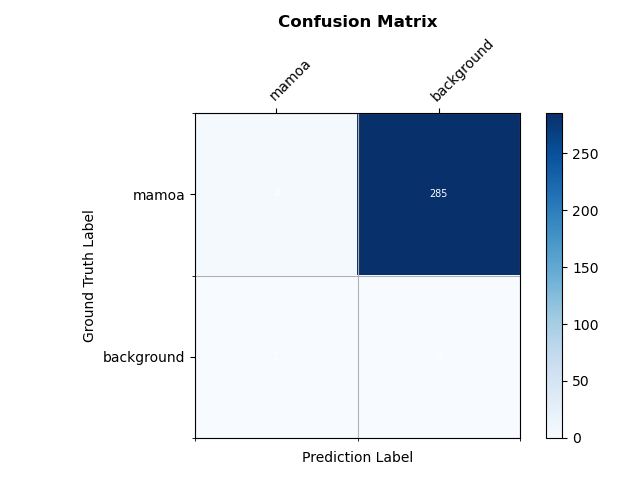 Confusion Matrix
mamoa
background
mamoa
285
background
Ground Truth Label
Prediction Label
250
200
150
100
50
0